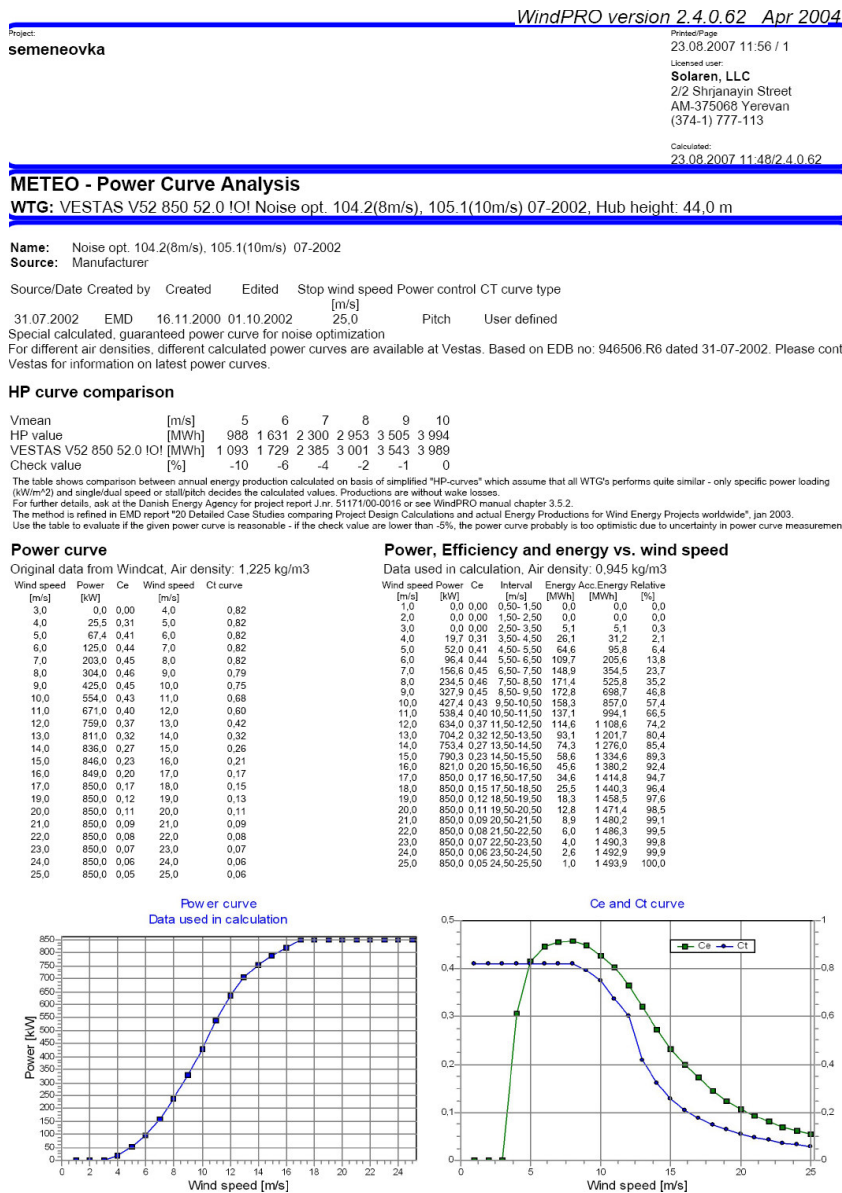 WindPRO version 2.4.0.62 Apr 2004
Project:
semeneovka
Printed/Page
23.08.2007 11:56 / 1
Licensed user:
Solaren, LLC
2/2 Shrjanayin Street
AM-375068 Yerevan
(374-1) 777-113
Calculated:
23.08.2007 11:48/2.4.0.62
METEO - Power Curve Analysis
WTG: VESTAS V52 850 52.0 !O! Noise opt. 104.2(8m/s), 105.1(10m/s) 07-2002, Hub height: 44,0 m
Name: Noise opt. 104.2(8m/s), 105.1(10m/s) 07-2002
Source: Manufacturer
Source/Date Created by Created Edited Stop wind speed Power control CT curve type
[m/s]
31.07.2002 EMD 16.11.2000 01.10.2002 25,0 Pitch User defined
Special calculated, guaranteed power curve for noise optimization
For different air densities, different calculated power curves are available at Vestas. Based on EDB no: 946506.R6 dated 31-07-2002. Please cont
Vestas for information on latest power curves.
HP curve comparison
Vmean [m/s] 5 6 7 8 9 10
HP value [MWh] 988 1 631 2 300 2 953 3 505 3 994
VESTAS V52 850 52.0 !O! [MWh] 1 093 1 729 2 385 3 001 3 543 3 989
Check value [%] -10 -6 -4 -2 -1 0
The table shows comparison between annual energy production calculated on basis of simplified "HP-curves" which assume that all WTG's performs quite similar - only specific power loading
(kW/m^2) and single/dual speed or stall/pitch decides the calculated values. Productions are without wake losses.
For further details, ask at the Danish Energy Agency for project report J.nr. 51171/00-0016 or see WindPRO manual chapter 3.5.2.
The method is refined in EMD report "20 Detailed Case Studies comparing Project Design Calculations and actual Energy Productions for Wind Energy Projects worldwide", jan 2003.
Use the table to evaluate if the given power curve is reasonable - if the check value are lower than -5%, the power curve probably is too optimistic due to uncertainty in power curve measuremen
Power curve
Original data from Windcat, Air density: 1,225 kg/m3
Wind speed Power Ce Wind speed Ct curve
[m/s] [kW] [m/s]
3,0 0,0 0,00 4,0 0,82
4,0 25,5 0,31 5,0 0,82
5,0 67,4 0,41 6,0 0,82
6,0 125,0 0,44 7,0 0,82
7,0 203,0 0,45 8,0 0,82
8,0 304,0 0,46 9,0 0,79
9,0 425,0 0,45 10,0 0,75
10,0 554,0 0,43 11,0 0,68
11,0 671,0 0,40 12,0 0,60
12,0 759,0 0,37 13,0 0,42
13,0 811,0 0,32 14,0 0,32
14,0 836,0 0,27 15,0 0,26
15,0 846,0 0,23 16,0 0,21
16,0 849,0 0,20 17,0 0,17
17,0 850,0 0,17 18,0 0,15
19,0 850,0 0,12 19,0 0,13
20,0 850,0 0,11 20,0 0,11
21,0 850,0 0,09 21,0 0,09
22,0 850,0 0,08 22,0 0,08
23,0 850,0 0,07 23,0 0,07
24,0 850,0 0,06 24,0 0,06
25,0 850,0 0,05 25,0 0,06
Power, Efficiency and energy vs. wind speed
Data used in calculation, Air density: 0,945 kg/m3
Wind speed Power Ce Interval Energy Acc.Energy Relative
[m/s] [kW] [m/s] [MWh] [MWh] [%]
1,0 0,0 0,00 0,50- 1,50 0,0 0,0 0,0
2,0 0,0 0,00 1,50- 2,50 0,0 0,0 0,0
3,0 0,0 0,00 2,50- 3,50 5,1 5,1 0,3
4,0 19,7 0,31 3,50- 4,50 26,1 31,2 2,1
5,0 52,0 0,41 4,50- 5,50 64,6 95,8 6,4
6,0 96,4 0,44 5,50- 6,50 109,7 205,6 13,8
7,0 156,6 0,45 6,50- 7,50 148,9 354,5 23,7
8,0 234,5 0,46 7,50- 8,50 171,4 525,8 35,2
9,0 327,9 0,45 8,50- 9,50 172,8 698,7 46,8
10,0 427,4 0,43 9,50-10,50 158,3 857,0 57,4
11,0 538,4 0,40 10,50-11,50 137,1 994,1 66,5
12,0 634,0 0,37 11,50-12,50 114,6 1 108,6 74,2
13,0 704,2 0,32 12,50-13,50 93,1 1 201,7 80,4
14,0 753,4 0,27 13,50-14,50 74,3 1 276,0 85,4
15,0 790,3 0,23 14,50-15,50 58,6 1 334,6 89,3
16,0 821,0 0,20 15,50-16,50 45,6 1 380,2 92,4
17,0 850,0 0,17 16,50-17,50 34,6 1 414,8 94,7
18,0 850,0 0,15 17,50-18,50 25,5 1 440,3 96,4
19,0 850,0 0,12 18,50-19,50 18,3 1 458,5 97,6
20,0 850,0 0,11 19,50-20,50 12,8 1 471,4 98,5
21,0 850,0 0,09 20,50-21,50 8,9 1 480,2 99,1
22,0 850,0 0,08 21,50-22,50 6,0 1 486,3 99,5
23,0 850,0 0,07 22,50-23,50 4,0 1 490,3 99,8
24,0 850,0 0,06 23,50-24,50 2,6 1 492,9 99,9
25,0 850,0 0,05 24,50-25,50 1,0 1 493,9 100,0
Power curve
Data used in calculation
850
800
750
700
650
600
550
500
450
400
350
300
250
200
150
100
50
0
Power [kW]
0 2 4 6 8 10 12 14 16 18 20 22 24
Wind speed [m/s]
Ce and Ct curve
Ce Ct
0,5 1
0,4 0,8
0,3 0,6
0,2 0,4
0,1 0,2
0 0
0 5 10 15 20 25
Wind speed [m/s]